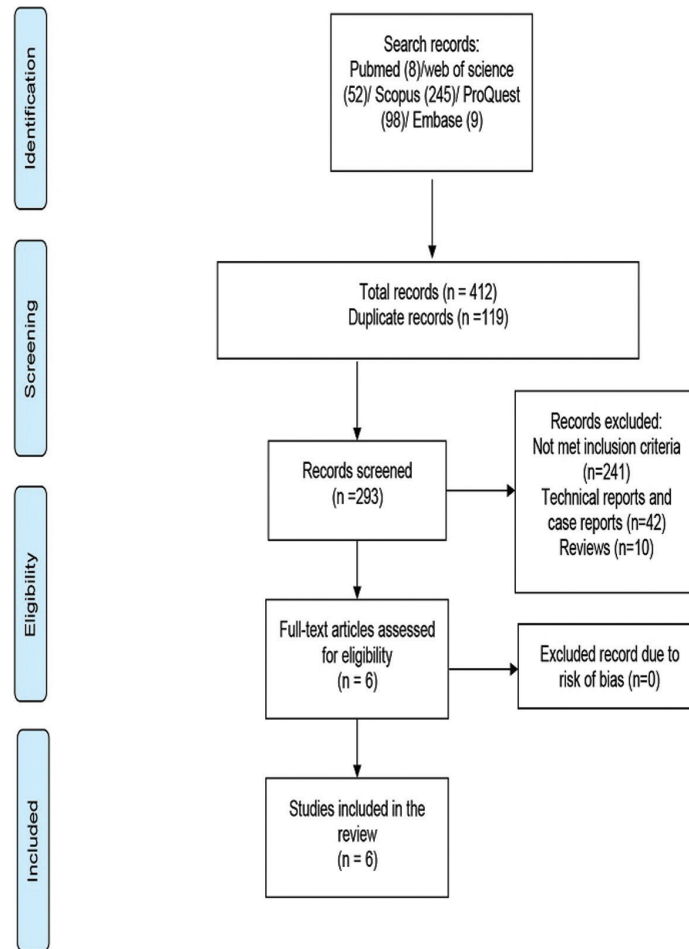 Identification
Search records:
Pubmed (8)/web of science
(52)/ Scopus (245)/ ProQuest
(98)/ Embase (9)
Screening
Total records (n = 412)
Duplicate records (n =119)
Records screened
(n =293)
Records excluded:
Not met inclusion criteria
(n=241)
Technical reports and
case reports (n=42)
Reviews (n=10)
Eligibility
Full-text articles assessed
for eligibility
(n = 6)
Excluded record due to
risk of bias (n=0)
Included
Studies included in the
review
(n = 6)